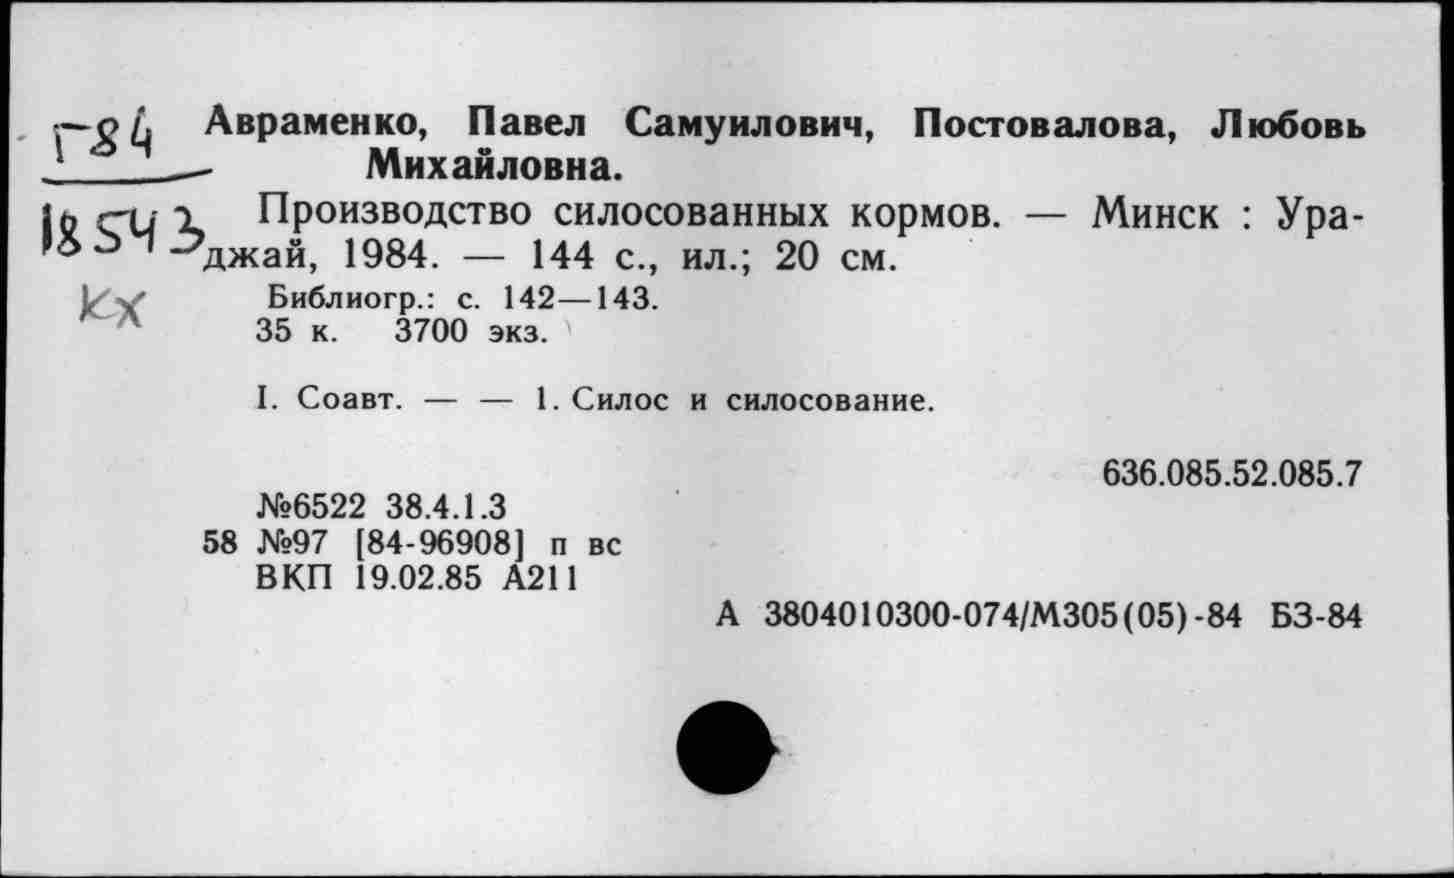 Г84
18543
кх
Авраменко, Павел Самуилович, Постовалова, Любовь
Михайловна.
Производство силосованных кормов. — Минск : Ура-
джай, 1984. — 144 с., ил.; 20 см.
Библиогр.: с. 142—143.
35 к. 3700 экз.
I. Соавт. — — 1. Силос и силосование.
636.085.52.085.7
№6522 38.4.1.3
58 №97 [84-96908] п вс
ВКП 19.02.85 А211
А 3804010300-074/М305(05)-84 БЗ-84